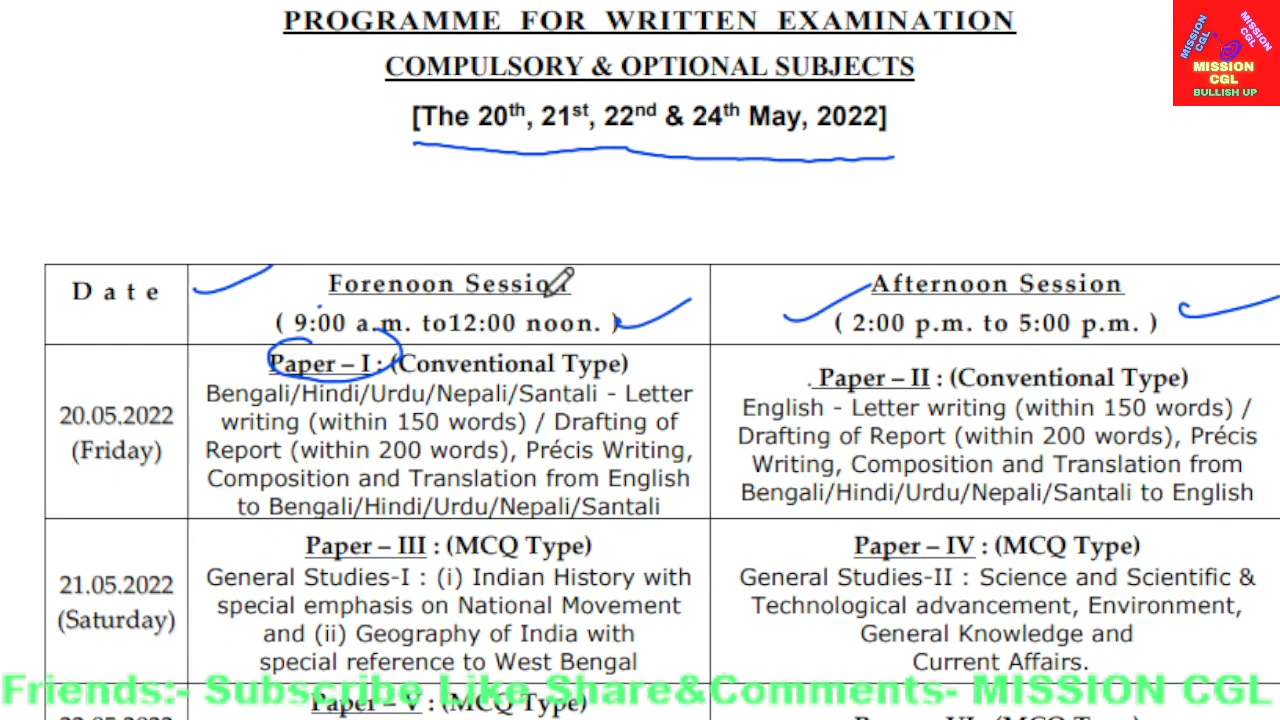 PROGRAMME FOR WRITTEN EXAMINATION
COMPULSORY & OPTIONAL SUBJECTS
[The 20th, 21st, 22nd & 24th May, 2022]
MISSION CGL
MISSION CGL
MISSION
CGL
BULLISH UP
Date
Forenoon Session
( 9:00 a.m. to12:00 noon. )
Afternoon Session
( 2:00 p.m. to 5:00 p.m. )
20.05.2022
(Friday)
Paper – I : (Conventional Type)
Bengali/Hindi/Urdu/Nepali/Santali - Letter
writing (within 150 words) / Drafting of
Report (within 200 words), Précis Writing,
Composition and Translation from English
to Bengali/Hindi/Urdu/Nepali/Santali
. Paper – II : (Conventional Type)
English - Letter writing (within 150 words) /
Drafting of Report (within 200 words), Précis
Writing, Composition and Translation from
Bengali/Hindi/Urdu/Nepali/Santali to English
21.05.2022
(Saturday)
Paper – III : (MCQ Type)
General Studies-I : (i) Indian History with
special emphasis on National Movement
and (ii) Geography of India with
special reference to West Bengal
Paper – IV : (MCQ Type)
General Studies-II : Science and Scientific &
Technological advancement, Environment,
General Knowledge and
Current Affairs.
Friends:- Subscribe Like Share&Comments- MISSION CGL
Paper – V : (MCQ Type)